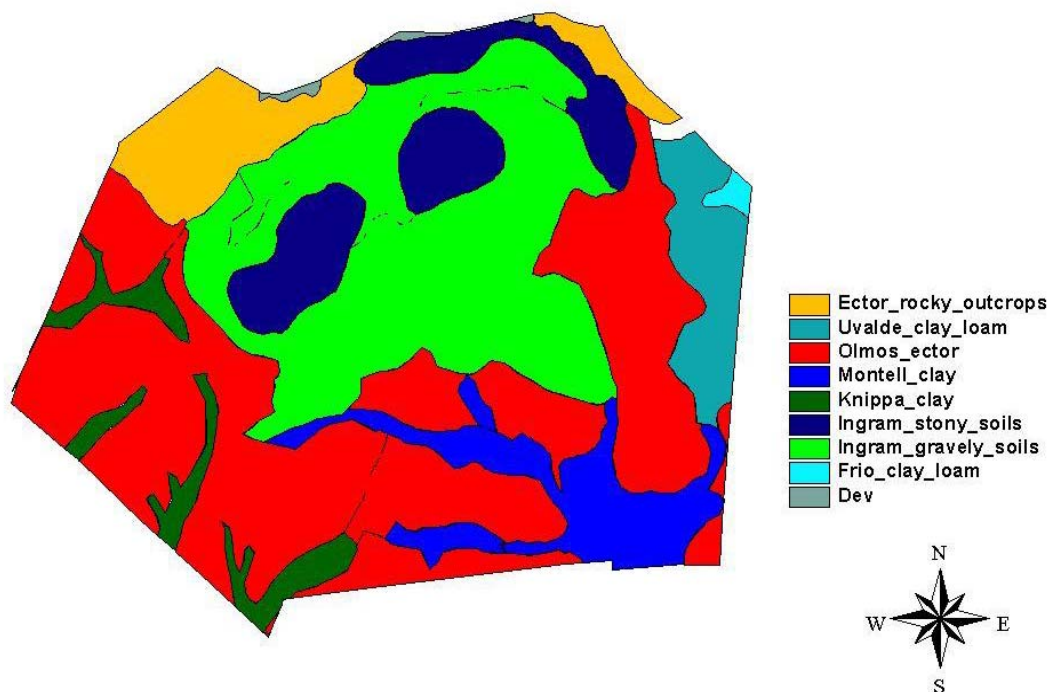 Ector_rocky_outcrops
Uvalde_clay_loam
Olmos_ector
Montell_clay
Knippa_clay
Ingram_stony_soils
Ingram_gravely_soils
Frio_clay_loam
Dev
N
W E
S